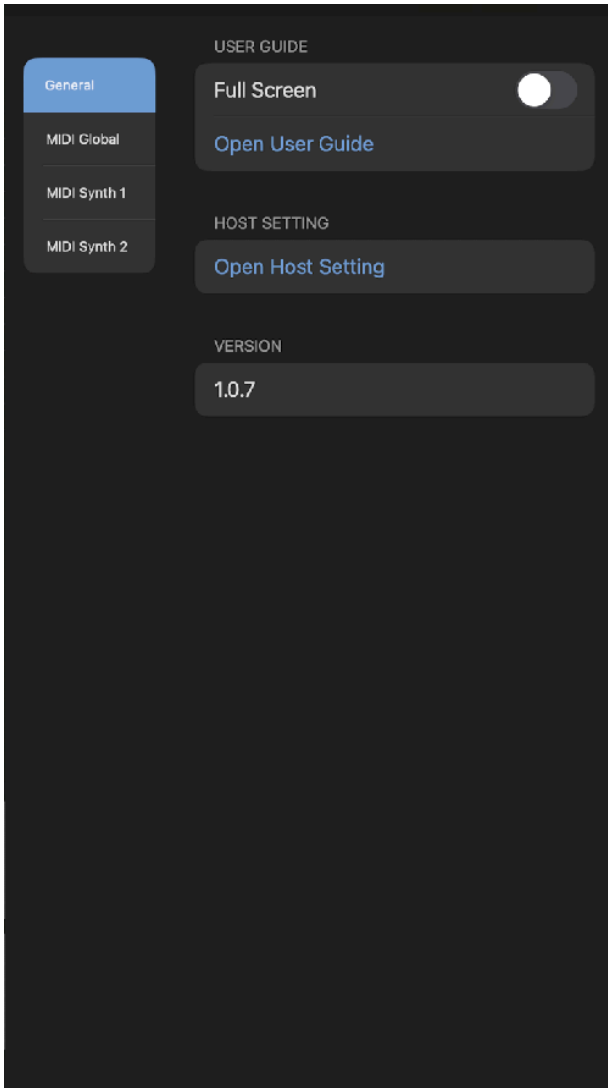 General
MIDI Global
MIDI Synth 1
MIDI Synth 2
USER GUIDE
Full Screen
Open User Guide
HOST SETTING
Open Host Setting
VERSION
1.0.7